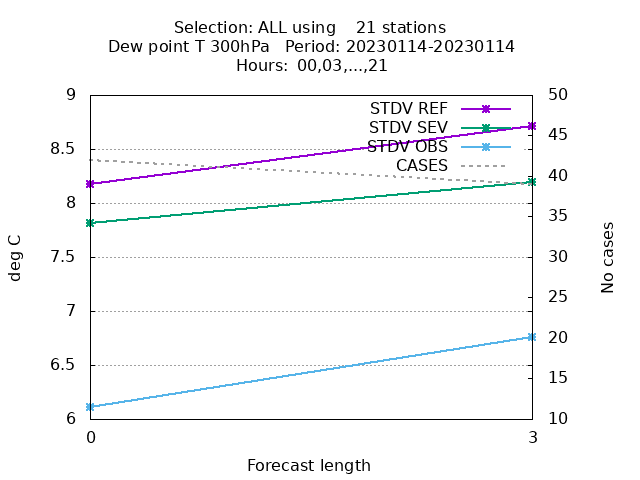 Selection: ALL using    21 stations
Dew point T 300hPa   Period: 20230114-20230114
Hours:  00,03,...,21
STDV REF
STDV SEV
STDV OBS
CASES
9
8.5
8
7.5
7
6.5
6
50
45
40
35
30
25
20
15
10
deg C
No cases
0
3
Forecast length